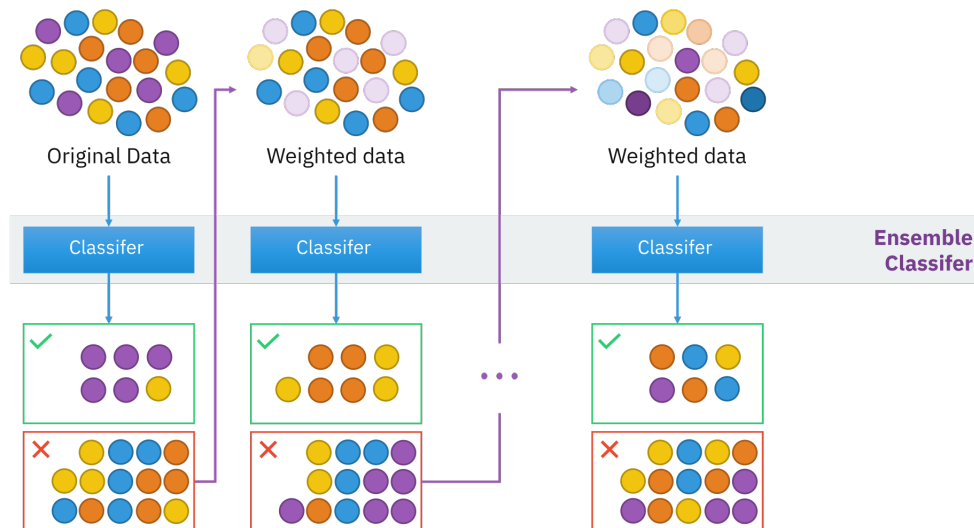 Original Data
Weighted data
Weighted data
Classifer
Classifer
Classifer
Ensemble
Classifer